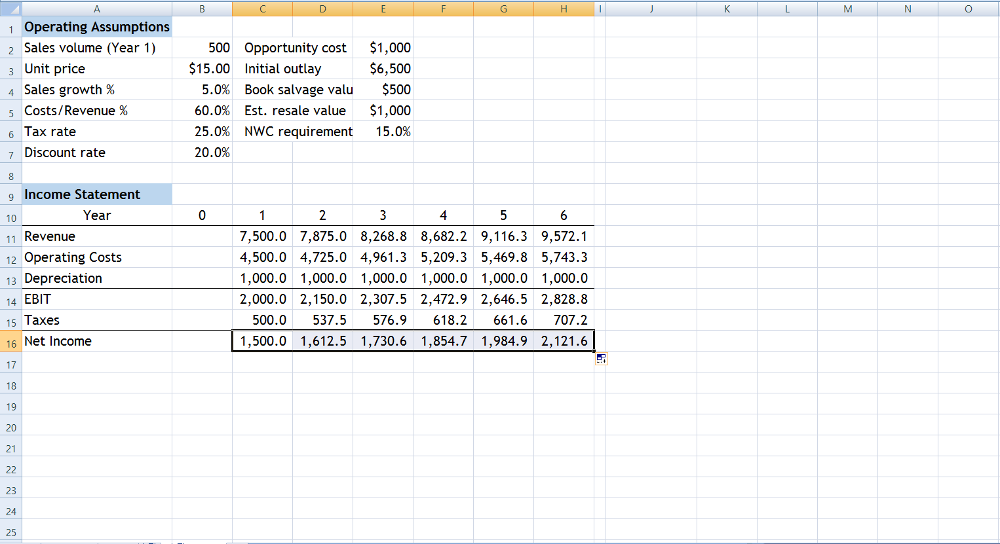 A B C D E F G H I J K L M N O
1 Operating Assumptions
2 Sales volume (Year 1) 500 Opportunity cost $1,000
3 Unit price $15.00 Initial outlay $6,500
4 Sales growth % 5.0% Book salvage valu $500
5 Costs/Revenue % 60.0% Est. resale value $1,000
6 Tax rate 25.0% NWC requirement 15.0%
7 Discount rate 20.0%
8
9 Income Statement
10 Year 0 1 2 3 4 5 6
11 Revenue 7,500.0 7,875.0 8,268.8 8,682.2 9,116.3 9,572.1
12 Operating Costs 4,500.0 4,725.0 4,961.3 5,209.3 5,469.8 5,743.3
13 Depreciation 1,000.0 1,000.0 1,000.0 1,000.0 1,000.0 1,000.0
14 EBIT 2,000.0 2,150.0 2,307.5 2,472.9 2,646.5 2,828.8
15 Taxes 500.0 537.5 576.9 618.2 661.6 707.2
16 Net Income 1,500.0 1,612.5 1,730.6 1,854.7 1,984.9 2,121.6
17
18
19
20
21
22
23
24
25